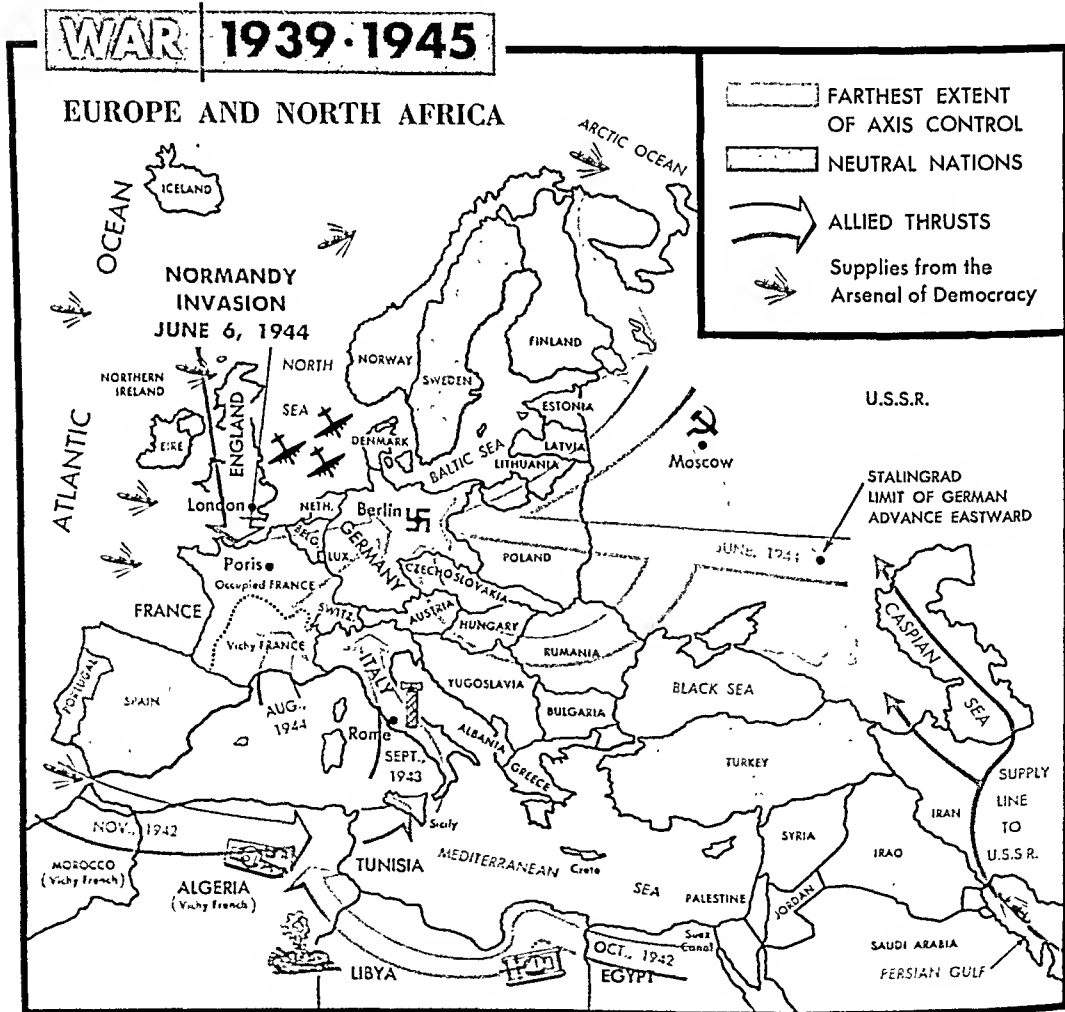 WAR 1939·1945
EUROPE AND NORTH AFRICA
FARTHEST EXTENT
OF AXIS CONTROL
NEUTRAL NATIONS
ALLIED THRUSTS
Supplies from the
Arsenal of Democracy
ARCTIC OCEAN
ICELAND
ATLANTIC OCEAN
NORMANDY
INVASION
JUNE 6, 1944
NORTHERN
IRELAND
EIRE
ENGLAND
London
NORTH
SEA
NORWAY
SWEDEN
FINLAND
ESTONIA
LATVIA
LITHUANIA
BALTIC SEA
DENMARK
U.S.S.R.
Moscow
STALINGRAD
LIMIT OF GERMAN
ADVANCE EASTWARD
JUNE, 1944
NETH.
BELG.
LUX.
Berlin
GERMANY
POLAND
CZECHOSLOVAKIA
AUSTRIA
HUNGARY
SWITZ.
Paris
Occupied FRANCE
FRANCE
Vichy FRANCE
RUMANIA
YUGOSLAVIA
BULGARIA
ALBANIA
GREECE
ITALY
Rome
BLACK SEA
CASPIAN SEA
PORTUGAL
SPAIN
AUG.,
1944
SEPT.,
1943
Sicily
TURKEY
SUPPLY
LINE
TO
U.S.S.R.
IRAN
SYRIA
IRAQ
JORDAN
PALESTINE
Crete
MEDITERRANEAN SEA
NOV., 1942
MOROCCO
(Vichy French)
ALGERIA
(Vichy French)
TUNISIA
LIBYA
OCT., 1942
EGYPT
Suez
Canal
SAUDI ARABIA
PERSIAN GULF